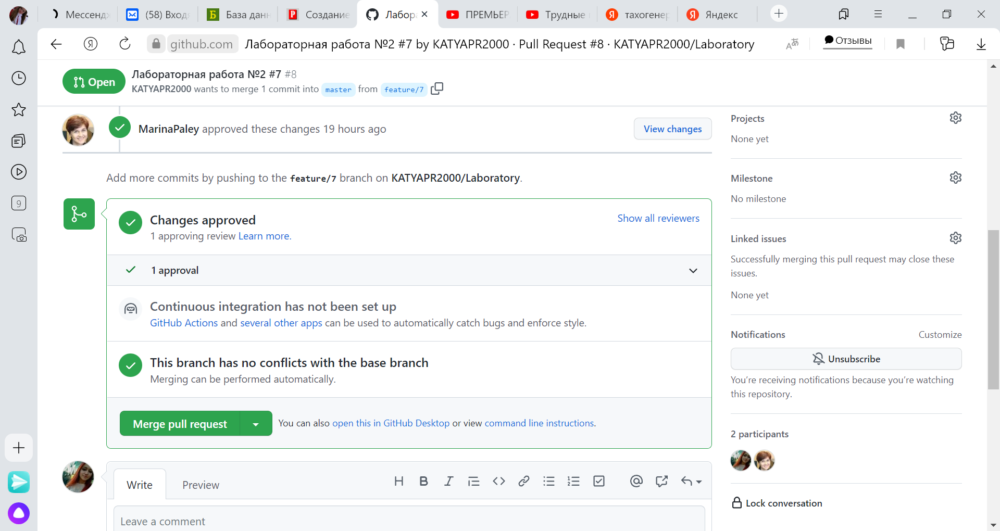 Мессендж
(58) Входя
База данн
Создание
Лабора
ПРЕМЬЕР
Трудные
тахогенер
Яндекс
github.com Лабораторная работа №2 #7 by KATYAPR2000 · Pull Request #8 · KATYAPR2000/Laboratory
Отзывы
Open
Лабораторная работа №2 #7 #8
KATYAPR2000 wants to merge 1 commit into master from feature/7
MarinaPaley approved these changes 19 hours ago
View changes
Add more commits by pushing to the feature/7 branch on KATYAPR2000/Laboratory.
Changes approved
Show all reviewers
1 approving review Learn more.
1 approval
Continuous integration has not been set up
GitHub Actions and several other apps can be used to automatically catch bugs and enforce style.
This branch has no conflicts with the base branch
Merging can be performed automatically.
Merge pull request
You can also open this in GitHub Desktop or view command line instructions.
Write
Preview
Leave a comment
Projects
None yet
Milestone
No milestone
Linked issues
Successfully merging this pull request may close these
issues.
None yet
Notifications
Customize
Unsubscribe
You’re receiving notifications because you’re watching
this repository.
2 participants
Lock conversation
9